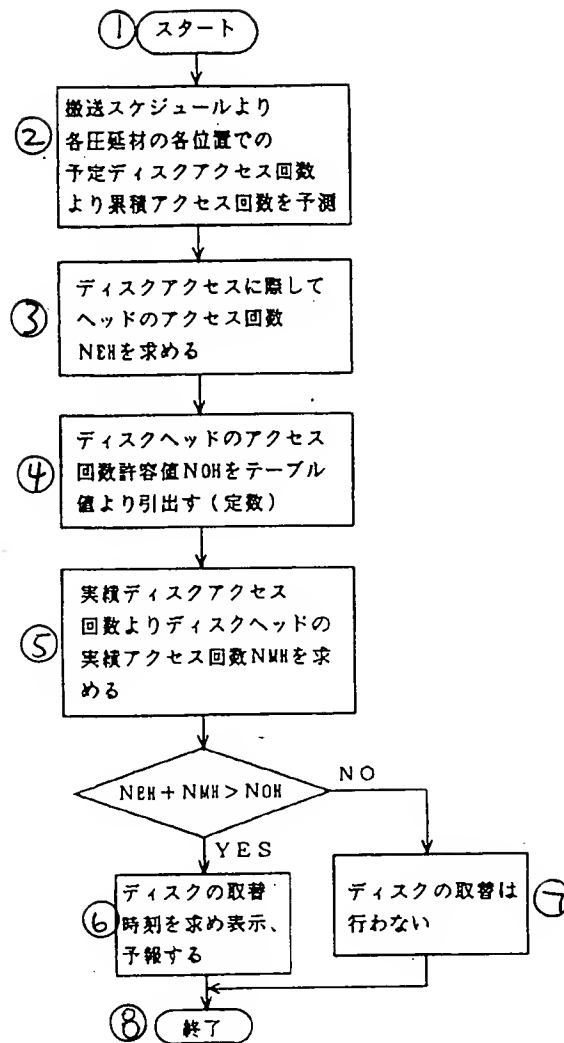 ① スタート
② 搬送スケジュールより
各圧延材の各位置での
予定ディスクアクセス回数
より累積アクセス回数を予測
③ ディスクアクセスに際して
ヘッドのアクセス回数
NEHを求める
④ ディスクヘッドのアクセス
回数許容値NOHをテーブル
値より引出す(定数)
⑤ 実績ディスクアクセス
回数よりディスクヘッドの
実績アクセス回数NMHを求
める
NEH+NMH>NOH
NO
YES
⑥ ディスクの取替
時刻を求め表示、
予報する
ディスクの取替は
行わない ⑦
⑧ 終了